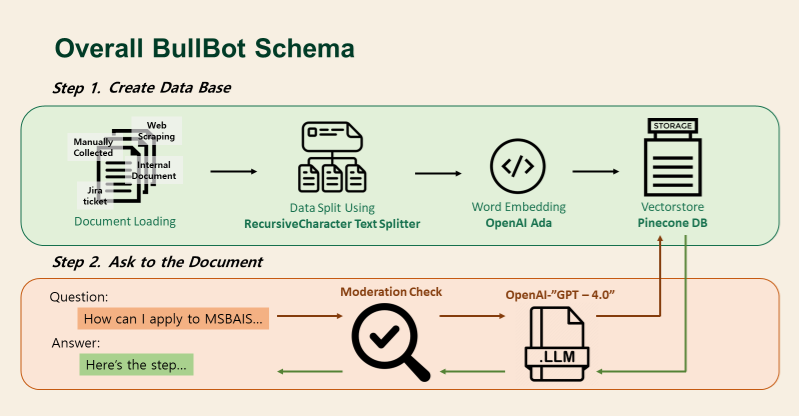 Overall BullBot Schema
Step 1. Create Data Base
Web
Scraping
Manually
Collected
Internal
Document
Jira
ticket
Document Loading
Data Split Using
RecursiveCharacter Text Splitter
</>
Word Embedding
OpenAI Ada
STORAGE
Vectorstore
Pinecone DB
Step 2. Ask to the Document
Question:
How can I apply to MSBAIS...
Answer:
Here's the step...
Moderation Check
OpenAI-"GPT – 4.0"
.LLM